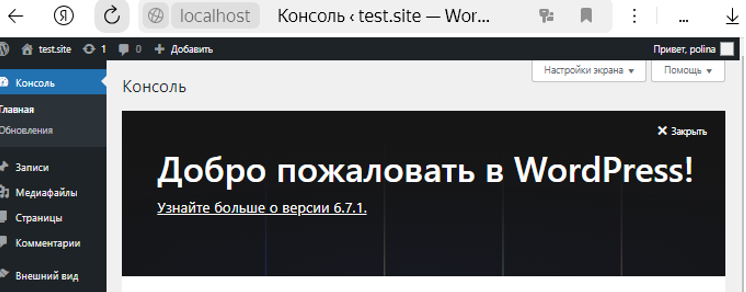 localhost Консоль ‹ test.site — Wor... ...
test.site 1 0 Добавить Привет, polina
Консоль
Настройки экрана Помощь
Консоль
Главная
Обновления
Закрыть
Добро пожаловать в WordPress!
Узнайте больше о версии 6.7.1.
Записи
Медиафайлы
Страницы
Комментарии
Внешний вид